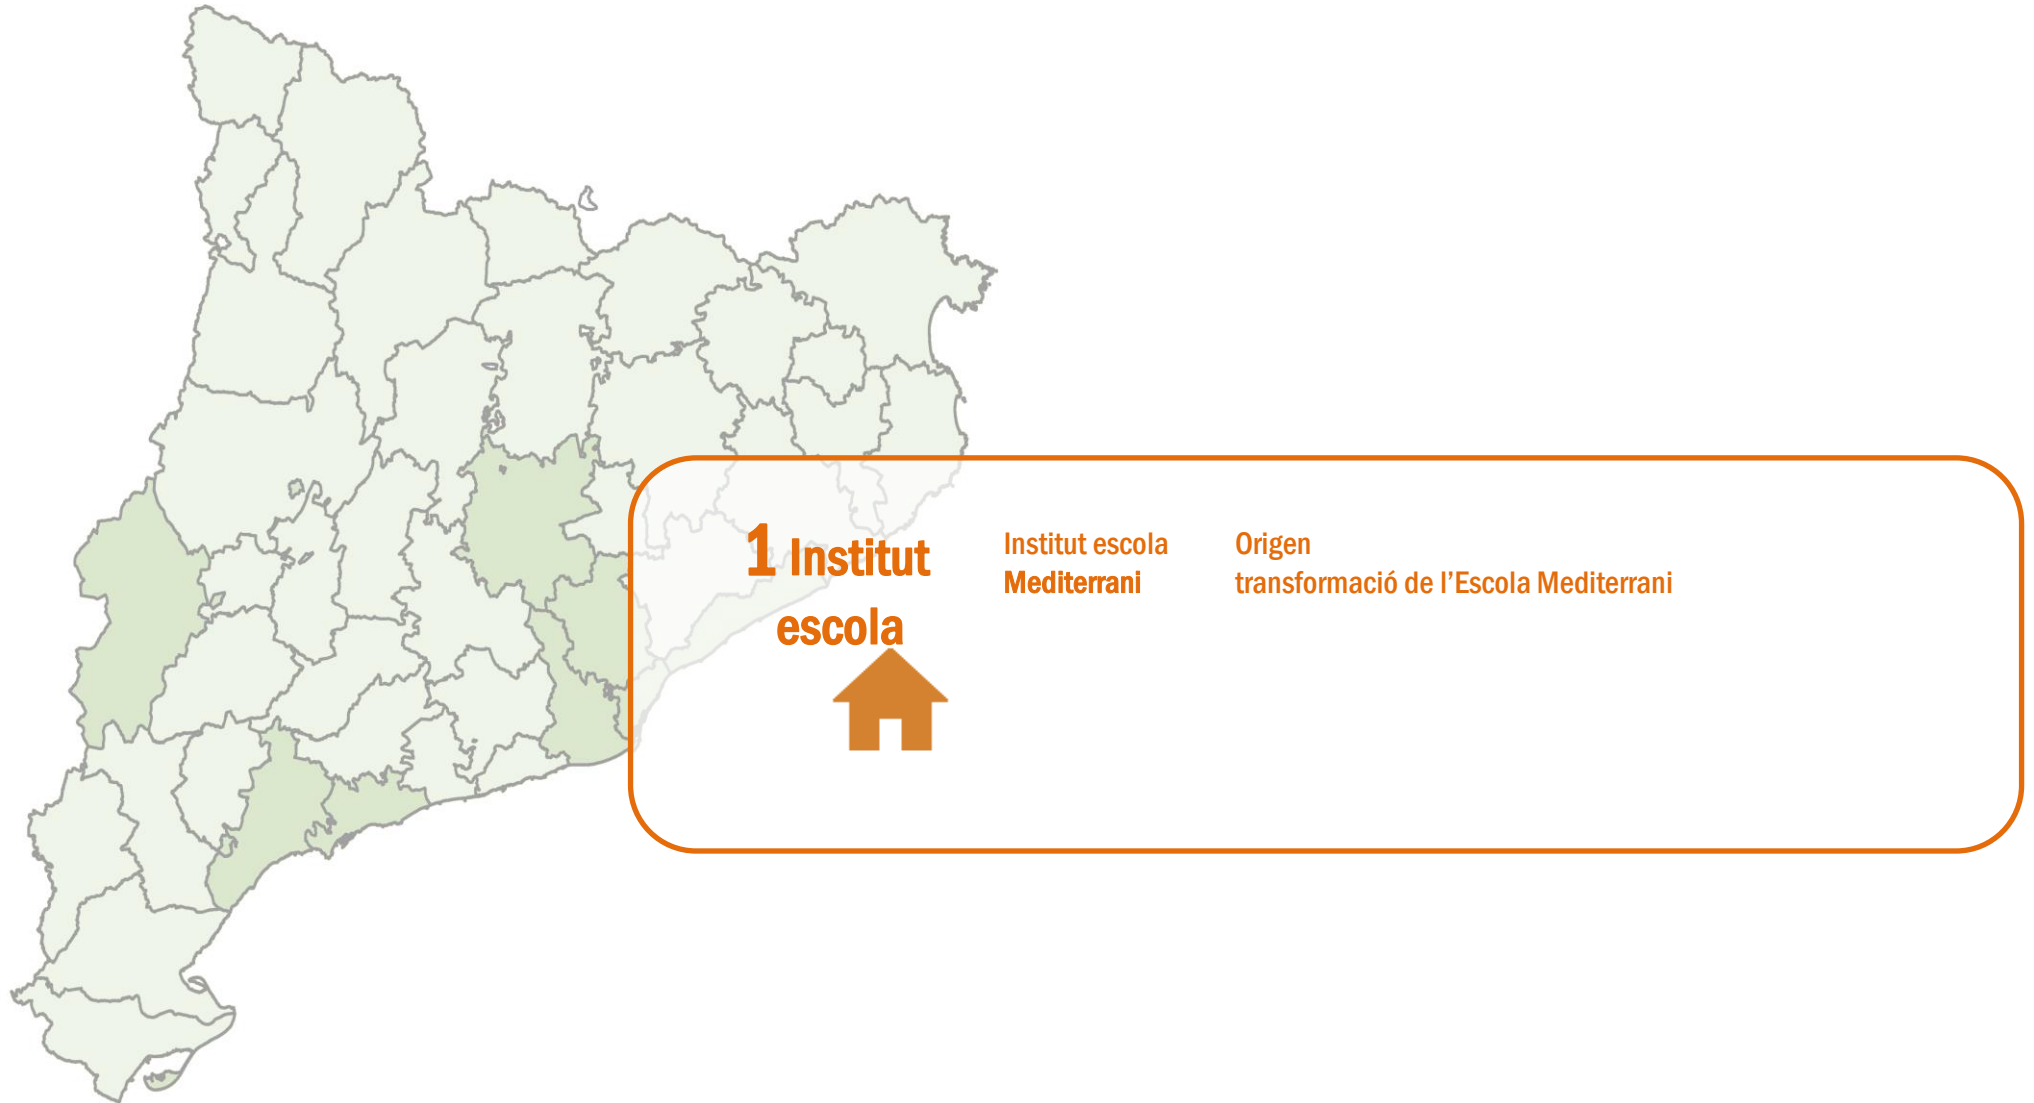 1 Institut
escola
Institut escola
Mediterrani
Origen
transformació de l’Escola Mediterrani